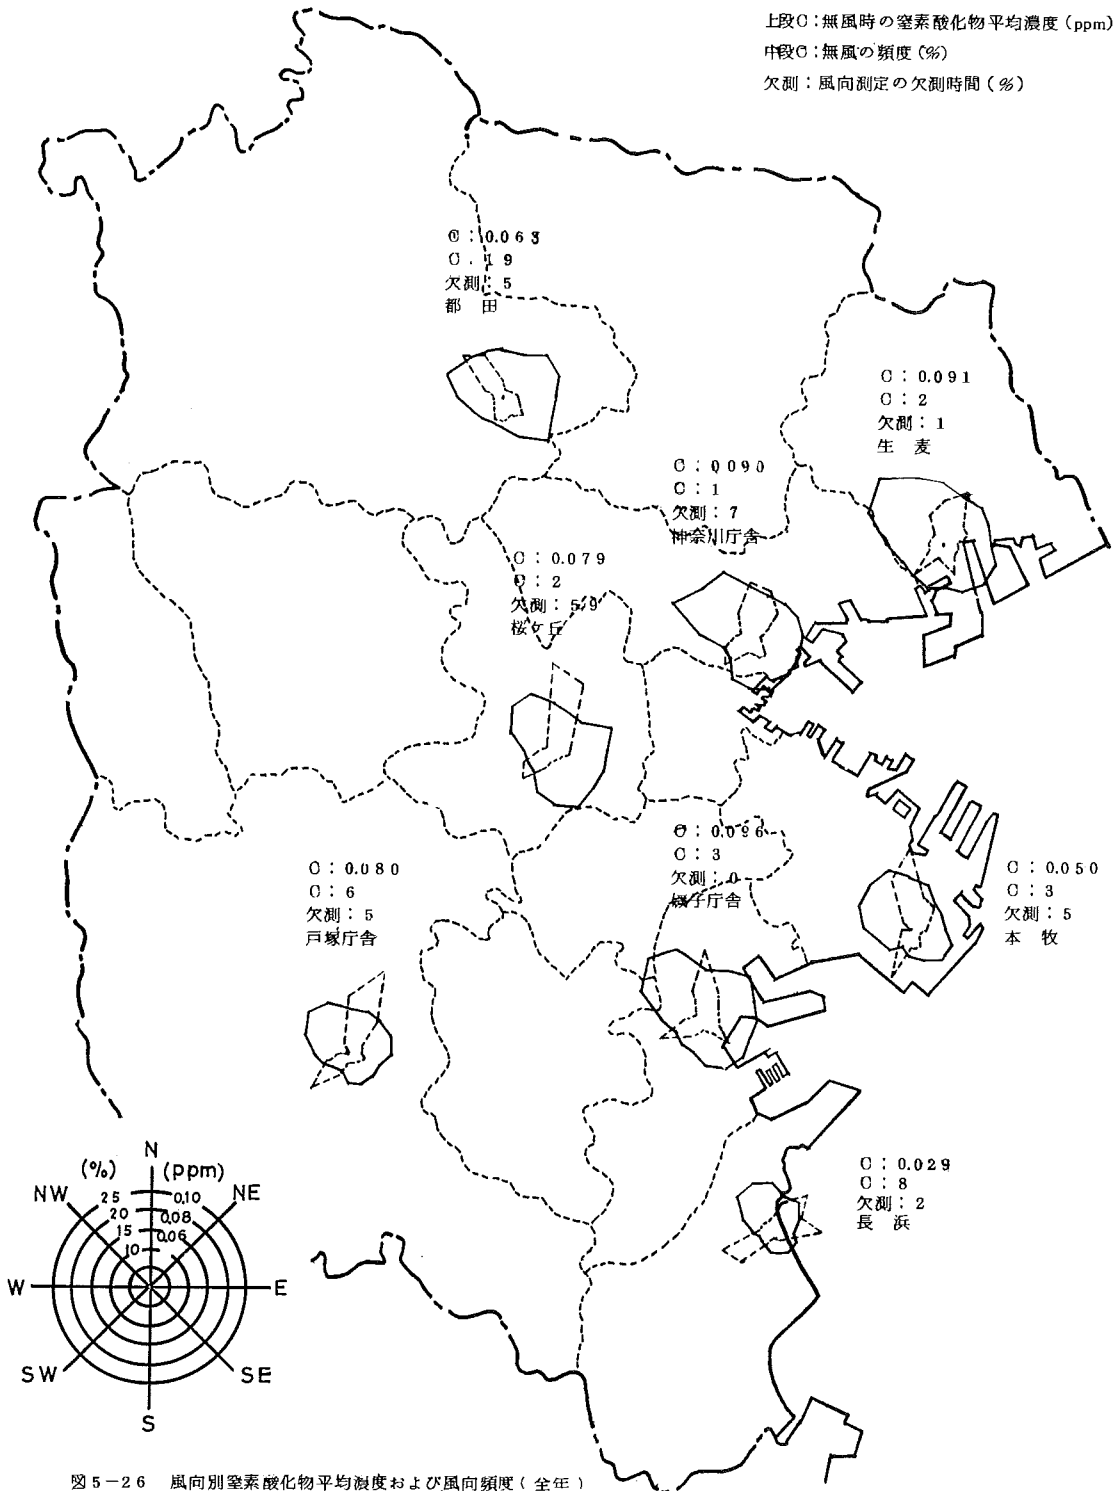 上段C：無風時の窒素酸化物平均濃度(ppm)
中段C：無風の頻度(%)
欠測：風向測定の欠測時間(%)
C：0.063
C．19
欠測：5
都 田
C：0.091
C：2
欠測：1
生 麦
C：0.090
C：1
欠測：7
神奈川庁舎
C：0.079
C：2
欠測：59
桜ケ丘
C：0.096
C：3
欠測：0
磯子庁舎
C：0.050
C：3
欠測：5
本 牧
C：0.080
C：6
欠測：5
戸塚庁舎
C：0.029
C：8
欠測：2
長 浜
N
(%) (ppm)
NW 25 0.10 NE
20 0.08
15 0.06
10
W E
SW SE
S
図5-26 風向別窒素酸化物平均濃度および風向頻度(全年)